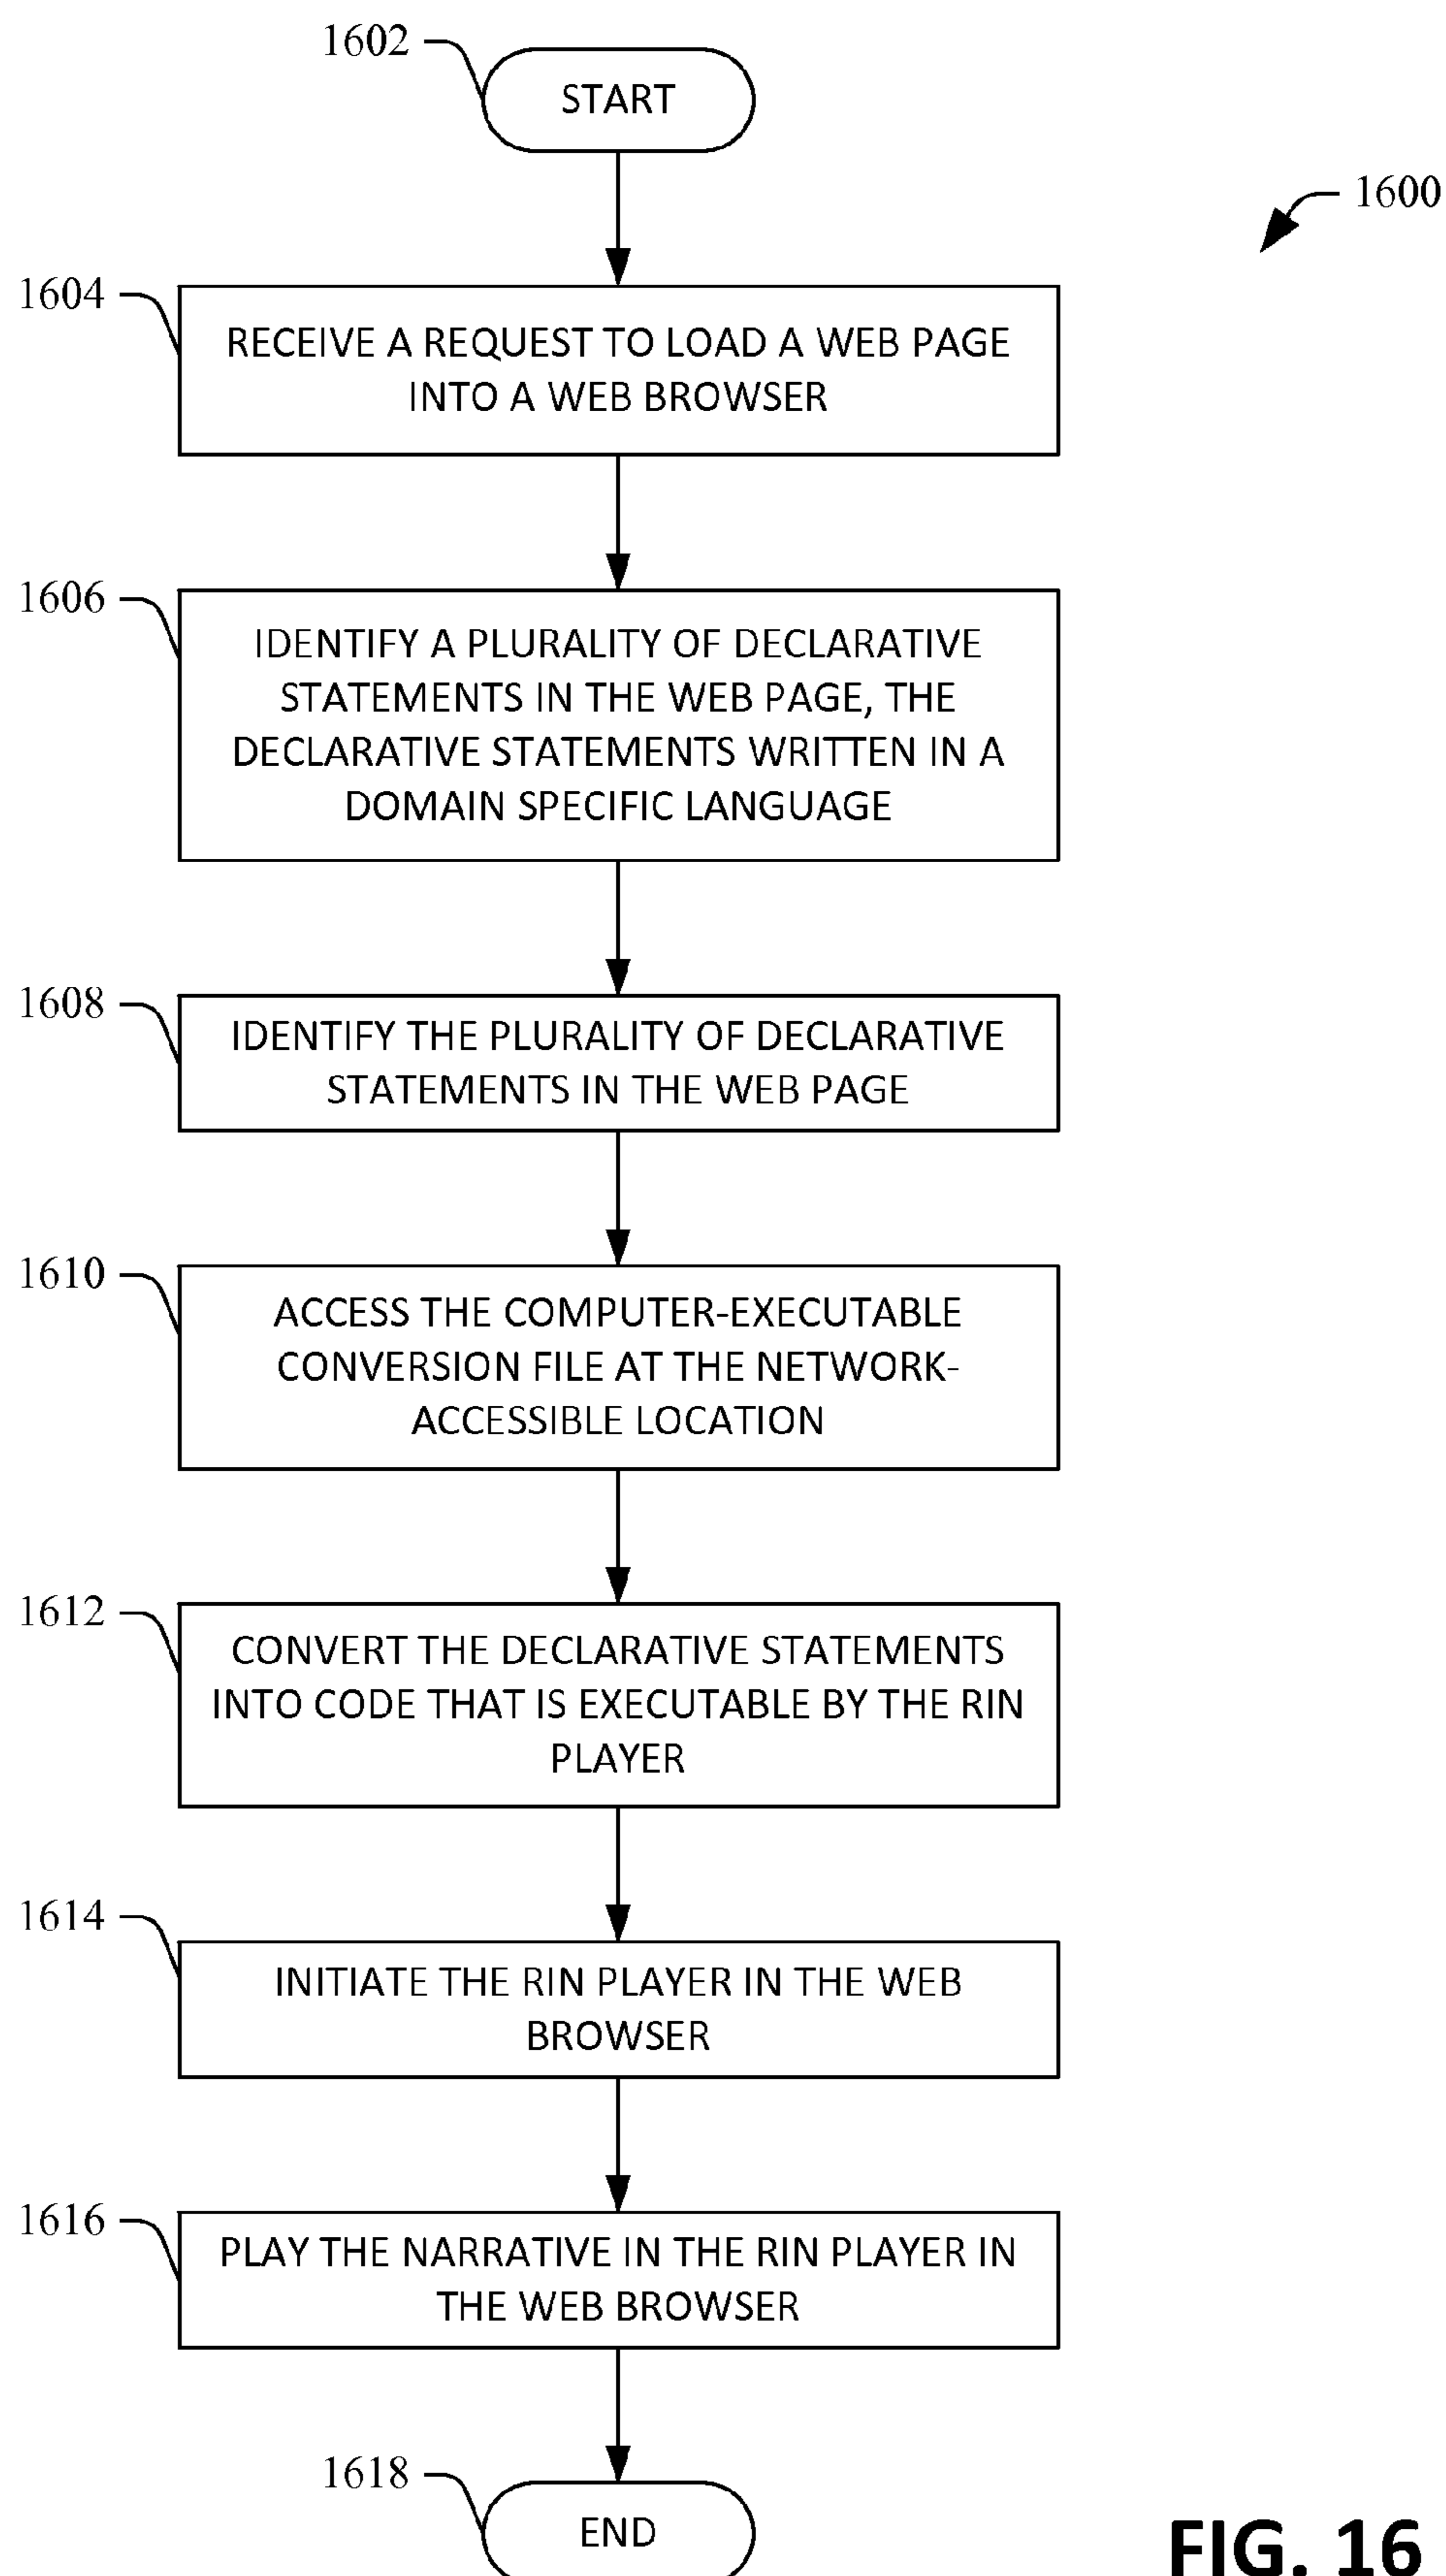 1602
START
1600
1604
RECEIVE A REQUEST TO LOAD A WEB PAGE
INTO A WEB BROWSER
1606
IDENTIFY A PLURALITY OF DECLARATIVE
STATEMENTS IN THE WEB PAGE, THE
DECLARATIVE STATEMENTS WRITTEN IN A
DOMAIN SPECIFIC LANGUAGE
1608
IDENTIFY THE PLURALITY OF DECLARATIVE
STATEMENTS IN THE WEB PAGE
1610
ACCESS THE COMPUTER-EXECUTABLE
CONVERSION FILE AT THE NETWORK-
ACCESSIBLE LOCATION
1612
CONVERT THE DECLARATIVE STATEMENTS
INTO CODE THAT IS EXECUTABLE BY THE RIN
PLAYER
1614
INITIATE THE RIN PLAYER IN THE WEB
BROWSER
1616
PLAY THE NARRATIVE IN THE RIN PLAYER IN
THE WEB BROWSER
1618
END
FIG. 16